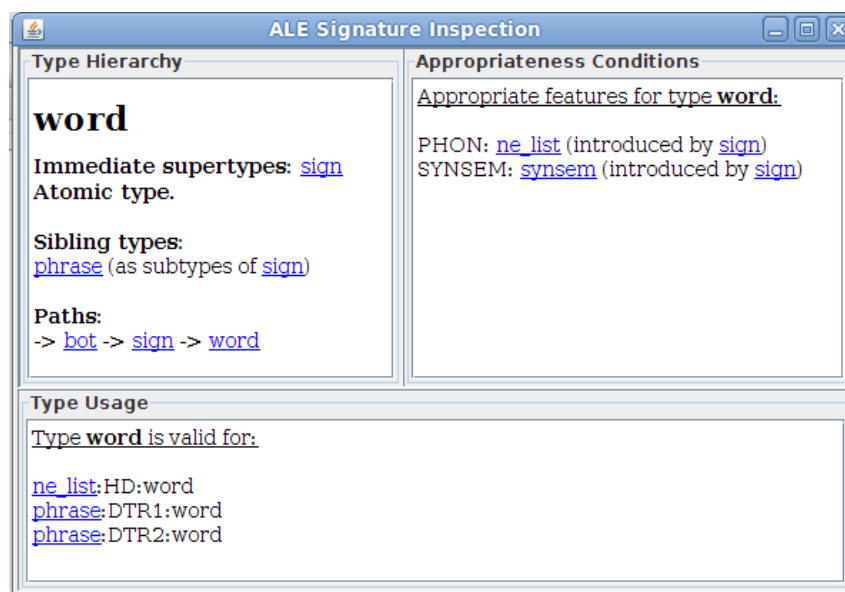 ALE Signature Inspection
Type Hierarchy
word
Immediate supertypes: sign
Atomic type.
Sibling types:
phrase (as subtypes of sign)
Paths:
-> bot -> sign -> word
Appropriateness Conditions
Appropriate features for type word:
PHON: ne_list (introduced by sign)
SYNSEM: synsem (introduced by sign)
Type Usage
Type word is valid for:
ne_list:HD:word
phrase:DTR1:word
phrase:DTR2:word